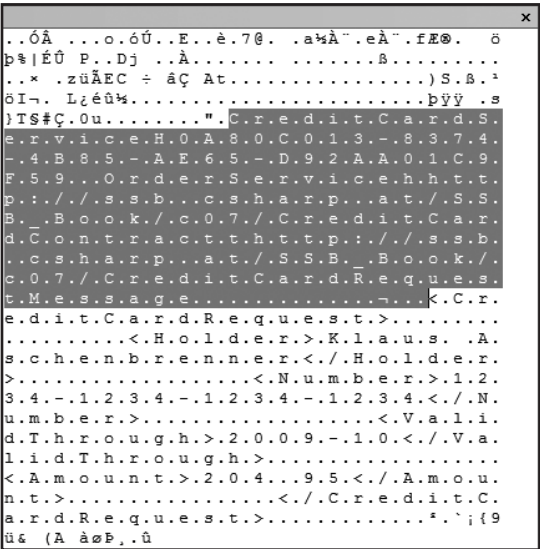 ×
..ÓÂ ...o.óÚ..E..è.7@. .a½À¨.eÀ¨.fÆ®. ö
þ%|ÉÛ P..Dj ..À...........ß.........
..× .züÃEC ÷ âÇ At.. ..............)S.ß.¹
öI¬. L¿éû½......................þÿÿ .s
}T$#Ç.0u........".C.r.e.d.i.t.C.a.r.d.S.
e.r.v.i.c.e.H.0.A.8.0.C.0.1.3.-.8.3.7.4.
-.4.B.8.5.-.A.E.6.5.-.D.9.2.A.A.0.1.C.9.
F.5.9...O.r.d.e.r.S.e.r.v.i.c.e.h.h.t.t.
p.:././.s.s.b...c.s.h.a.r.p...a.t./.S.S.
B._.B.o.o.k./.c.0.7./.C.r.e.d.i.t.C.a.r.
d.C.o.n.t.r.a.c.t.t.h.t.t.p.:././.s.s.b.
..c.s.h.a.r.p...a.t./.S.S.B._.B.o.o.k./.
c.0.7./.C.r.e.d.i.t.C.a.r.d.R.e.q.u.e.s.
t.M.e.s.s.a.g.e................¬...<.C.r.
e.d.i.t.C.a.r.d.R.e.q.u.e.s.t.>.........
..........<.H.o.l.d.e.r.>.K.l.a.u.s. .A.
s.c.h.e.n.b.r.e.n.n.e.r.<./.H.o.l.d.e.r.
>...................<.N.u.m.b.e.r.>.1.2.
3.4.-.1.2.3.4.-.1.2.3.4.-.1.2.3.4.<./.N.
u.m.b.e.r.>...................<.V.a.l.i.
d.T.h.r.o.u.g.h.>.2.0.0.9.-.1.0.<./.V.a.
l.i.d.T.h.r.o.u.g.h.>...................
<.A.m.o.u.n.t.>.2.0.4...9.5.<./.A.m.o.u.
n.t.>...............<./.C.r.e.d.i.t.C.
a.r.d.R.e.q.u.e.s.t.>..............ª.`¡{9
ü& (A àøÞ¸.û